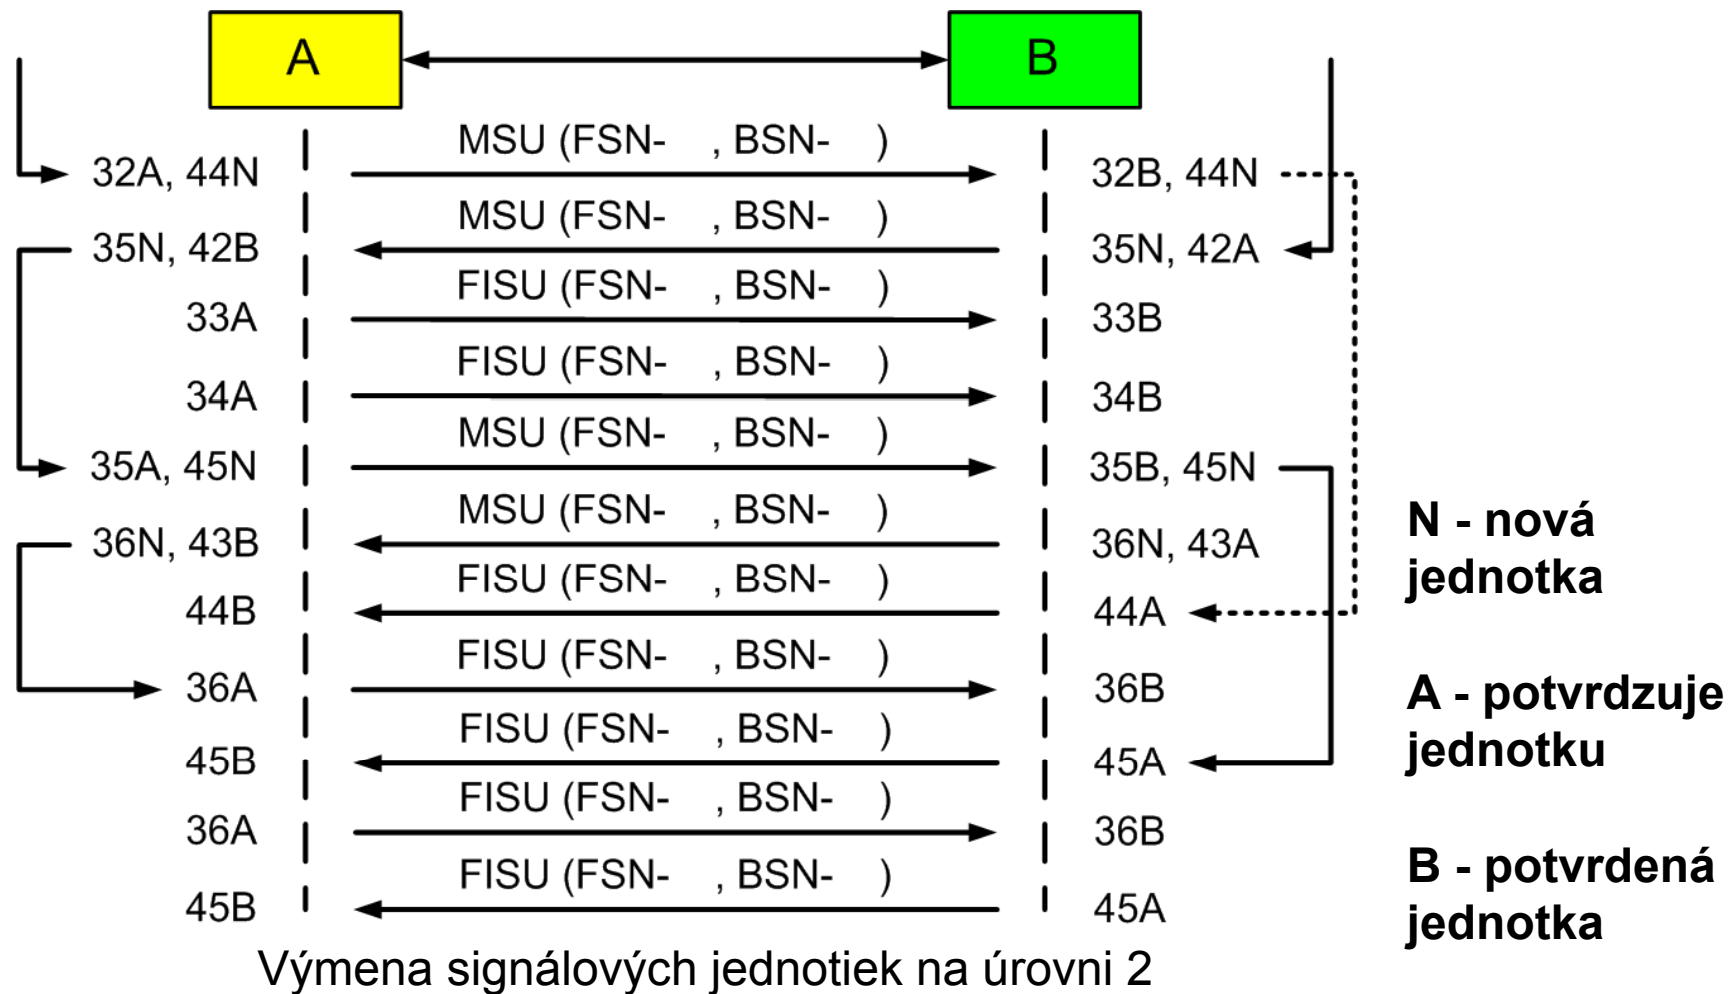 A B
MSU (FSN- , BSN- )
32A, 44N 32B, 44N
MSU (FSN- , BSN- )
35N, 42B 35N, 42A
FISU (FSN- , BSN- )
33A 33B
FISU (FSN- , BSN- )
34A 34B
MSU (FSN- , BSN- )
35A, 45N 35B, 45N
MSU (FSN- , BSN- )
36N, 43B 36N, 43A
FISU (FSN- , BSN- )
44B 44A
FISU (FSN- , BSN- )
36A 36B
FISU (FSN- , BSN- )
45B 45A
FISU (FSN- , BSN- )
36A 36B
FISU (FSN- , BSN- )
45B 45A
N - nová
jednotka
A - potvrdzuje
jednotku
B - potvrdená
jednotka
Výmena signálových jednotiek na úrovni 2